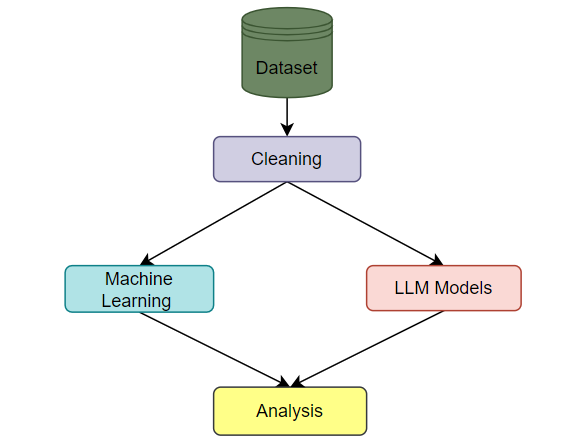 Dataset
Cleaning
Machine
Learning
LLM Models
Analysis